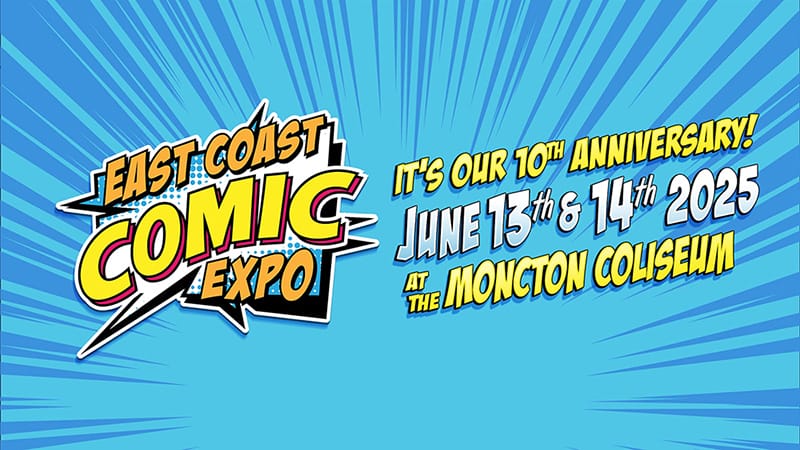 EAST COAST
COMIC
EXPO
IT'S OUR 10TH ANNIVERSARY!
JUNE 13th & 14th 2025
AT THE MONCTON COLISEUM